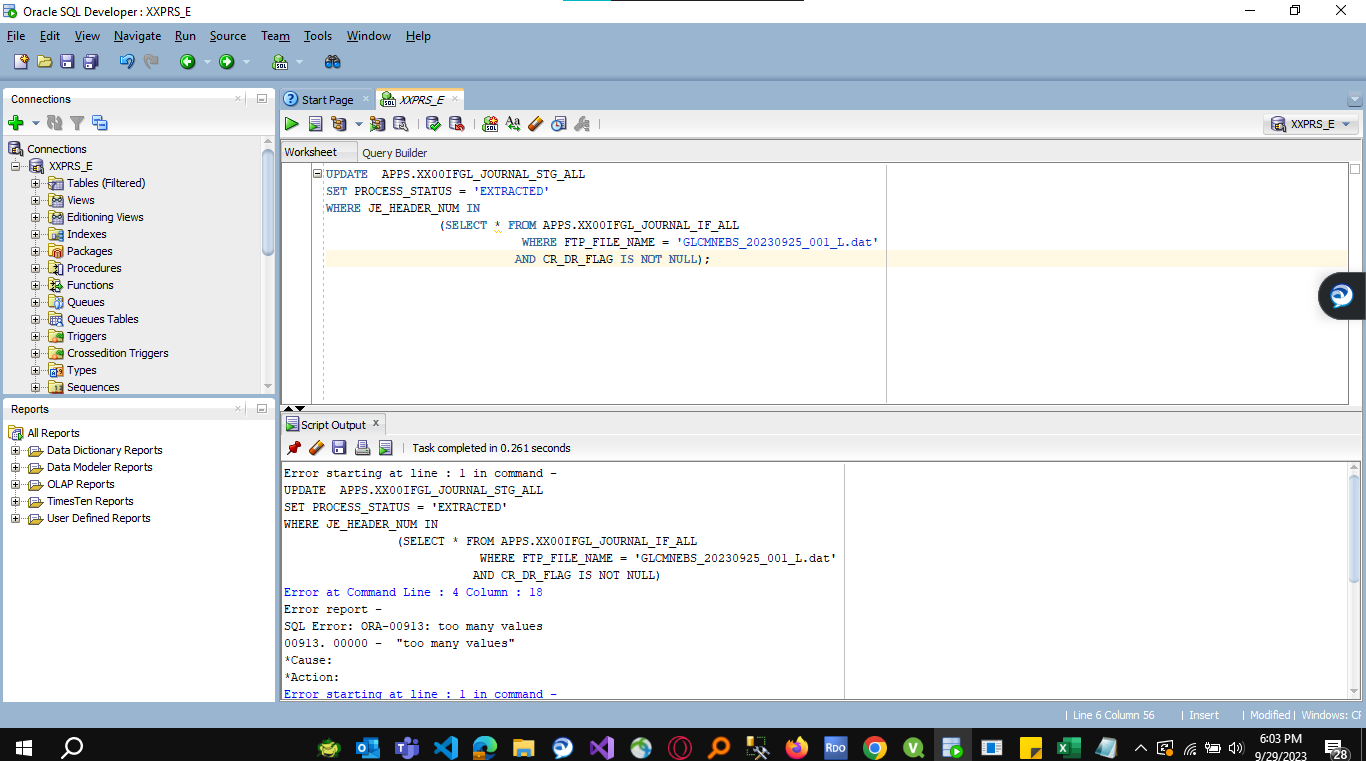 Oracle SQL Developer : XXPRS_E
File Edit View Navigate Run Source Team Tools Window Help
Connections
Connections
XXPRS_E
Tables (Filtered)
Views
Editioning Views
Indexes
Packages
Procedures
Functions
Queues
Queues Tables
Triggers
Crossedition Triggers
Types
Sequences
Reports
All Reports
Data Dictionary Reports
Data Modeler Reports
OLAP Reports
TimesTen Reports
User Defined Reports
Start Page XXPRS_E
XXPRS_E
Worksheet Query Builder
UPDATE APPS.XX00IFGL_JOURNAL_STG_ALL
SET PROCESS_STATUS = 'EXTRACTED'
WHERE JE_HEADER_NUM IN
(SELECT * FROM APPS.XX00IFGL_JOURNAL_IF_ALL
WHERE FTP_FILE_NAME = 'GLCMNEBS_20230925_001_L.dat'
AND CR_DR_FLAG IS NOT NULL);
Script Output
Task completed in 0.261 seconds
Error starting at line : 1 in command -
UPDATE APPS.XX00IFGL_JOURNAL_STG_ALL
SET PROCESS_STATUS = 'EXTRACTED'
WHERE JE_HEADER_NUM IN
(SELECT * FROM APPS.XX00IFGL_JOURNAL_IF_ALL
WHERE FTP_FILE_NAME = 'GLCMNEBS_20230925_001_L.dat'
AND CR_DR_FLAG IS NOT NULL)
Error at Command Line : 4 Column : 18
Error report -
SQL Error: ORA-00913: too many values
00913. 00000 - "too many values"
*Cause:
*Action:
Error starting at line : 1 in command -
Line 6 Column 56 Insert Modified Windows: CF
RDO
6:03 PM
9/29/2023
28